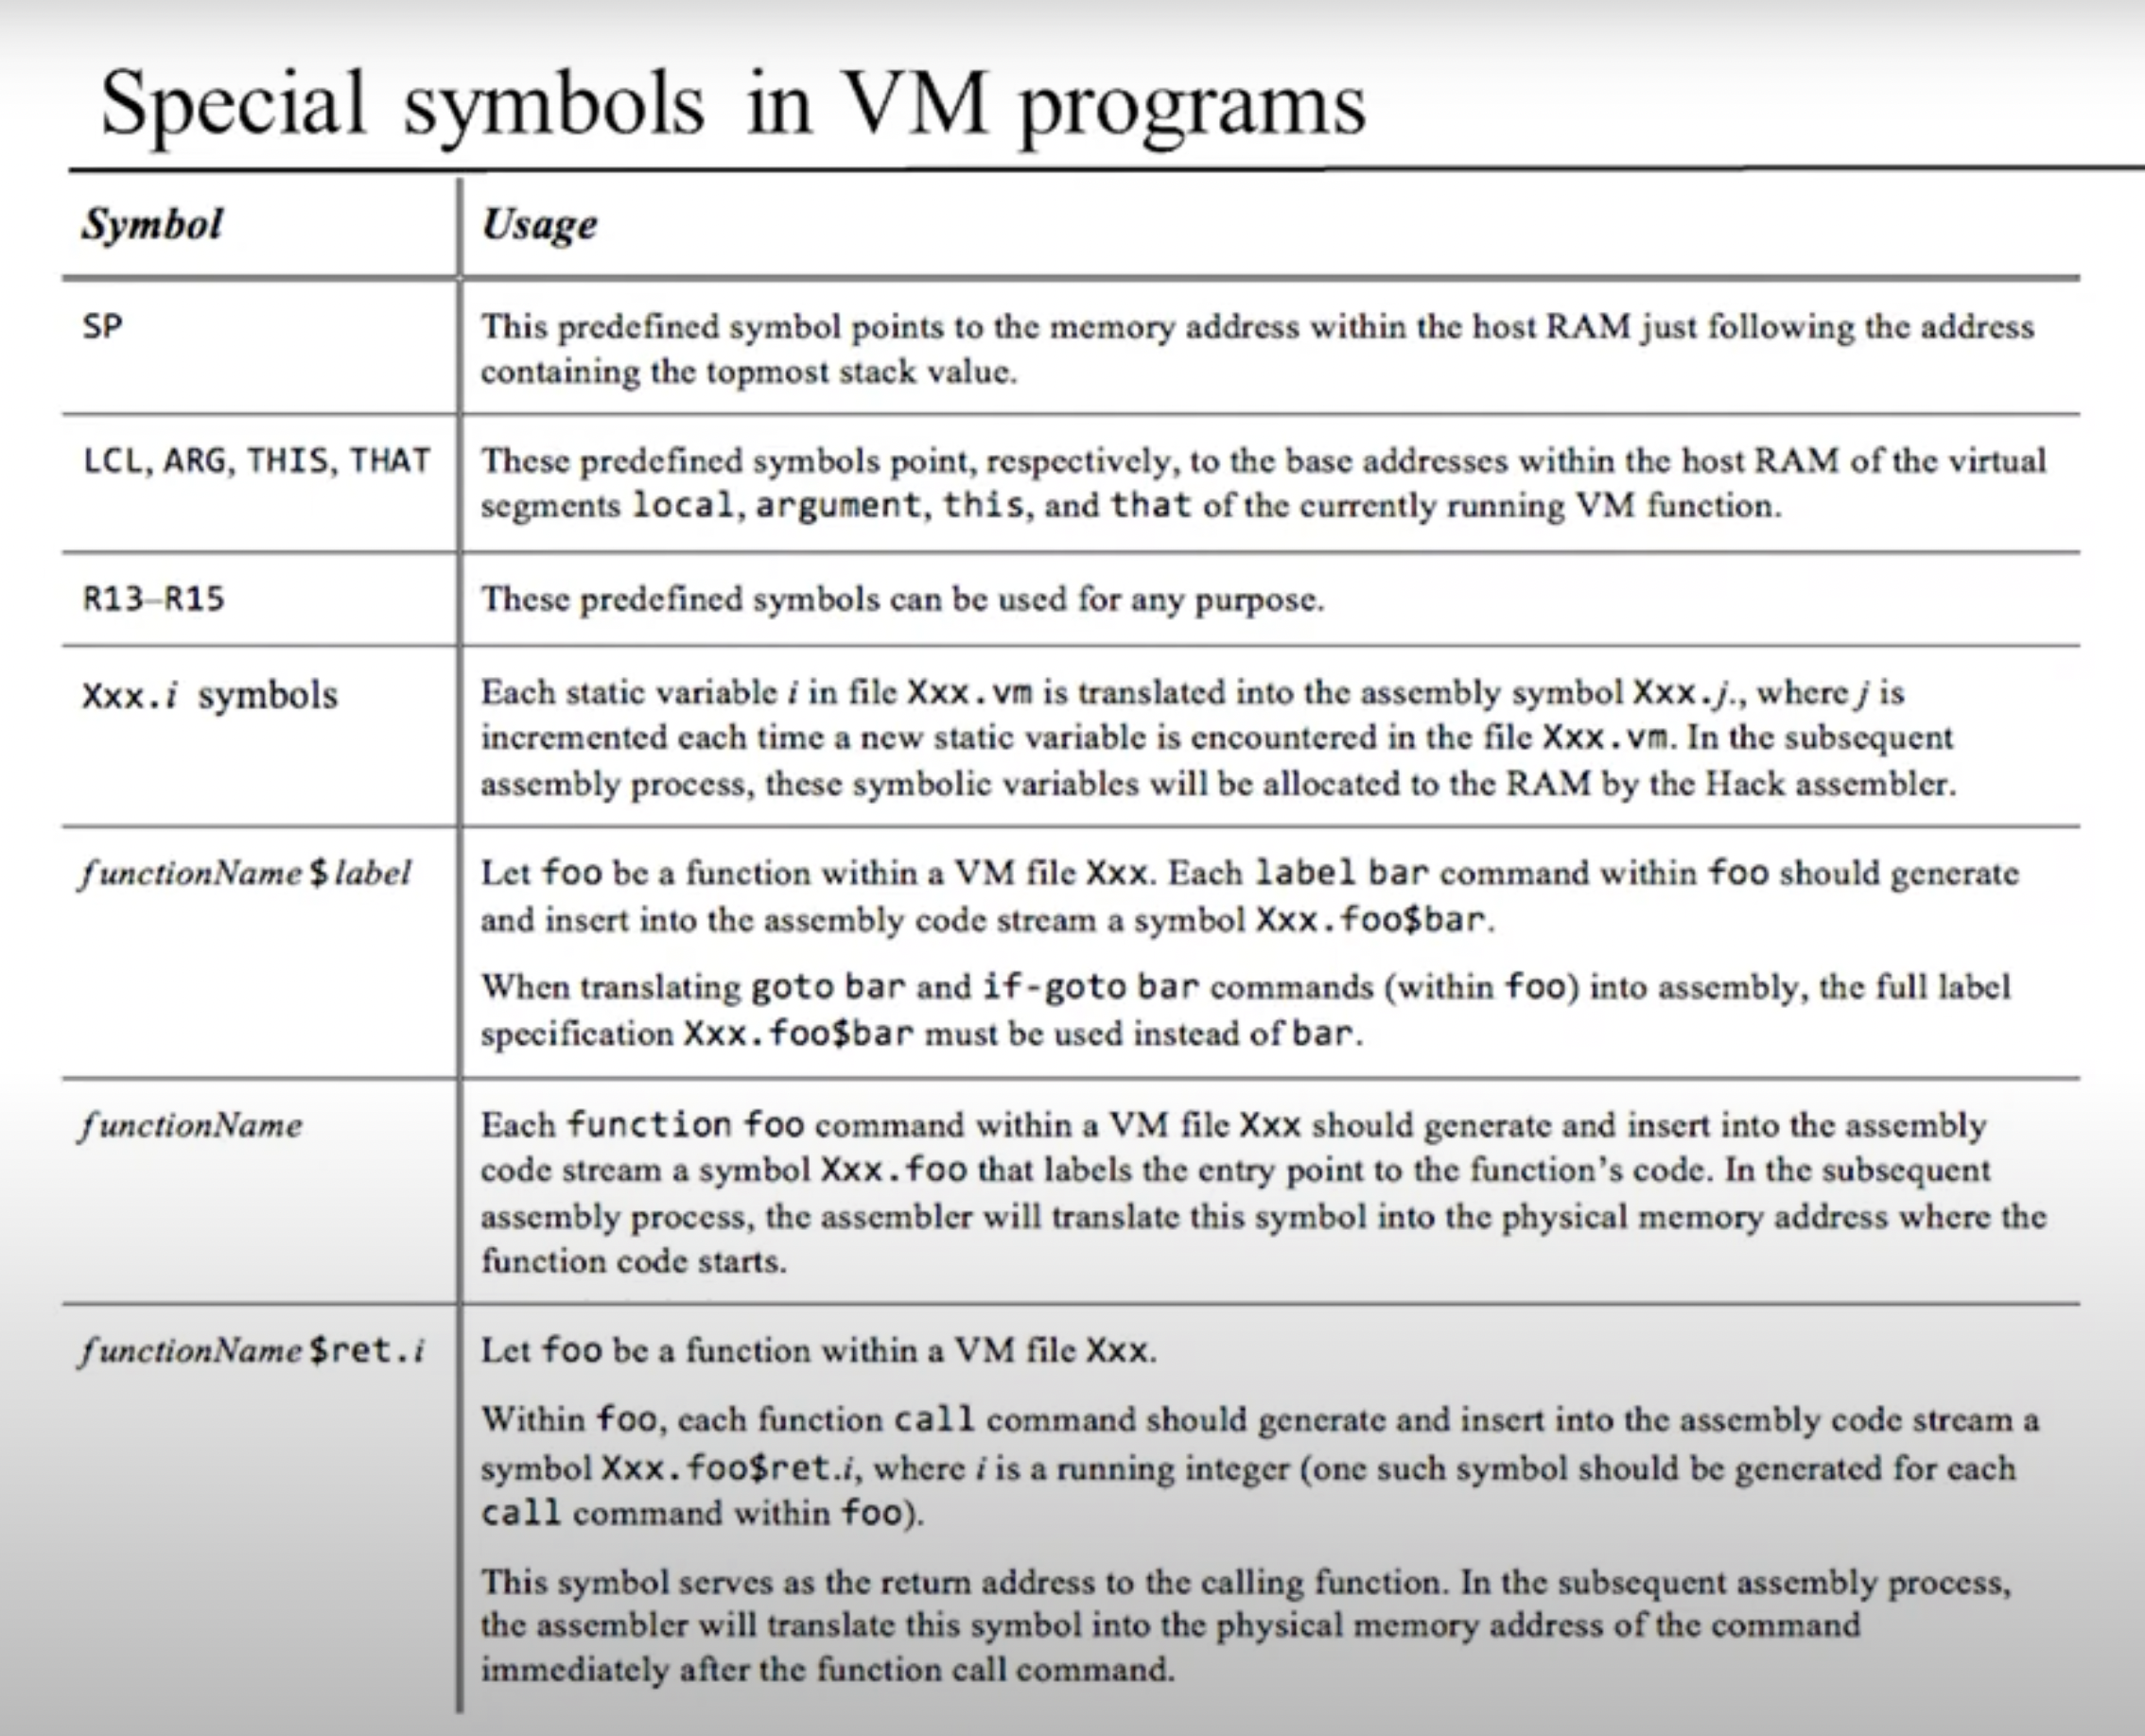 Special symbols in VM programs
Symbol
Usage
SP
This predefined symbol points to the memory address within the host RAM just following the address
containing the topmost stack value.
LCL, ARG, THIS, THAT
These predefined symbols point, respectively, to the base addresses within the host RAM of the virtual
segments local, argument, this, and that of the currently running VM function.
R13–R15
These predefined symbols can be used for any purpose.
Xxx.i symbols
Each static variable i in file Xxx.vm is translated into the assembly symbol Xxx.j., where j is
incremented each time a new static variable is encountered in the file Xxx.vm. In the subsequent
assembly process, these symbolic variables will be allocated to the RAM by the Hack assembler.
functionName$label
Let foo be a function within a VM file Xxx. Each label bar command within foo should generate
and insert into the assembly code stream a symbol Xxx.foo$bar.
When translating goto bar and if-goto bar commands (within foo) into assembly, the full label
specification Xxx.foo$bar must be used instead of bar.
functionName
Each function foo command within a VM file Xxx should generate and insert into the assembly
code stream a symbol Xxx.foo that labels the entry point to the function’s code. In the subsequent
assembly process, the assembler will translate this symbol into the physical memory address where the
function code starts.
functionName$ret.i
Let foo be a function within a VM file Xxx.
Within foo, each function call command should generate and insert into the assembly code stream a
symbol Xxx.foo$ret.i, where i is a running integer (one such symbol should be generated for each
call command within foo).
This symbol serves as the return address to the calling function. In the subsequent assembly process,
the assembler will translate this symbol into the physical memory address of the command
immediately after the function call command.